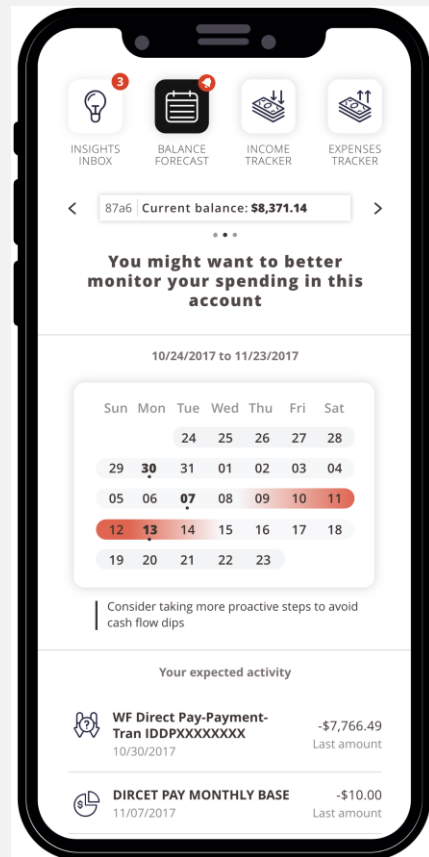 3
INSIGHTS INBOX
BALANCE FORECAST
INCOME TRACKER
EXPENSES TRACKER
< 87a6 Current balance: $8,371.14 >
You might want to better
monitor your spending in this
account
10/24/2017 to 11/23/2017
Sun Mon Tue Wed Thu Fri Sat
24 25 26 27 28
29 30 31 01 02 03 04
05 06 07 08 09 10 11
12 13 14 15 16 17 18
19 20 21 22 23
Consider taking more proactive steps to avoid
cash flow dips
Your expected activity
WF Direct Pay-Payment-
Tran IDDPXXXXXXXX
10/30/2017
-$7,766.49
Last amount
DIRCET PAY MONTHLY BASE
11/07/2017
-$10.00
Last amount